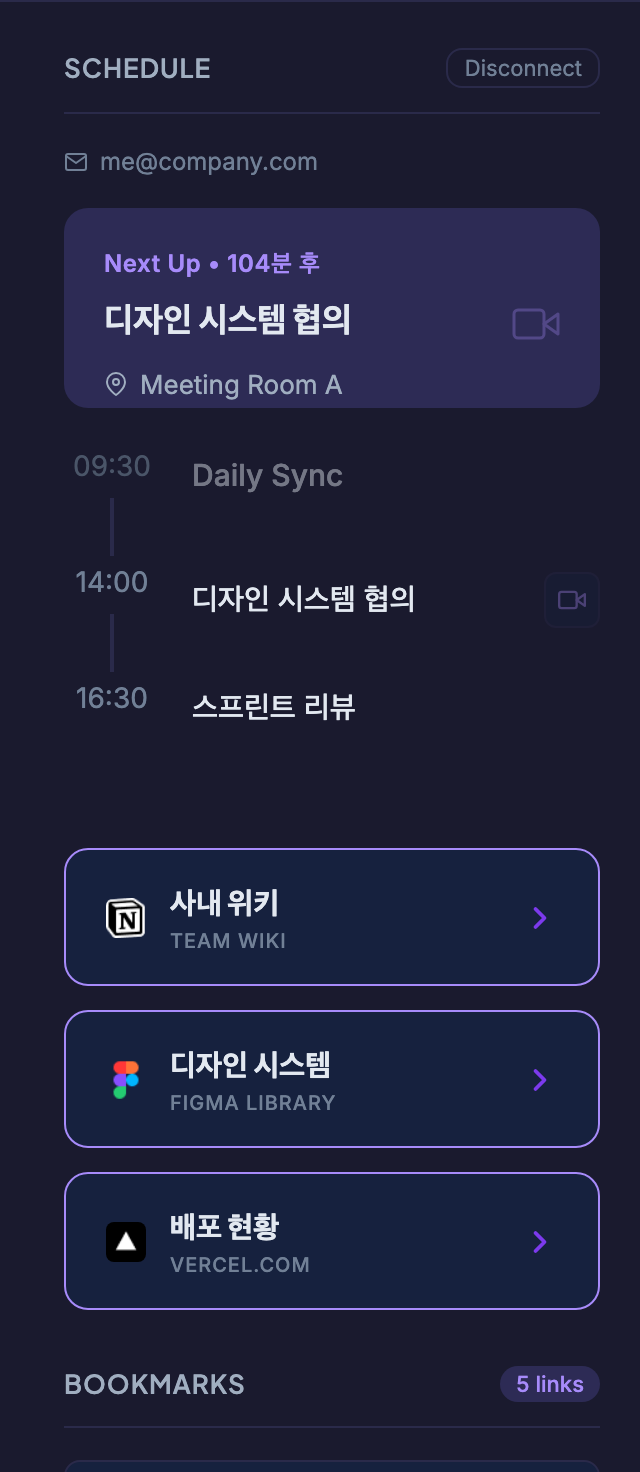 SCHEDULE
Disconnect
me@company.com
Next Up • 104분 후
디자인 시스템 협의
Meeting Room A
09:30
Daily Sync
14:00
디자인 시스템 협의
16:30
스프린트 리뷰
N
사내 위키
TEAM WIKI
디자인 시스템
FIGMA LIBRARY
배포 현황
VERCEL.COM
BOOKMARKS
5 links